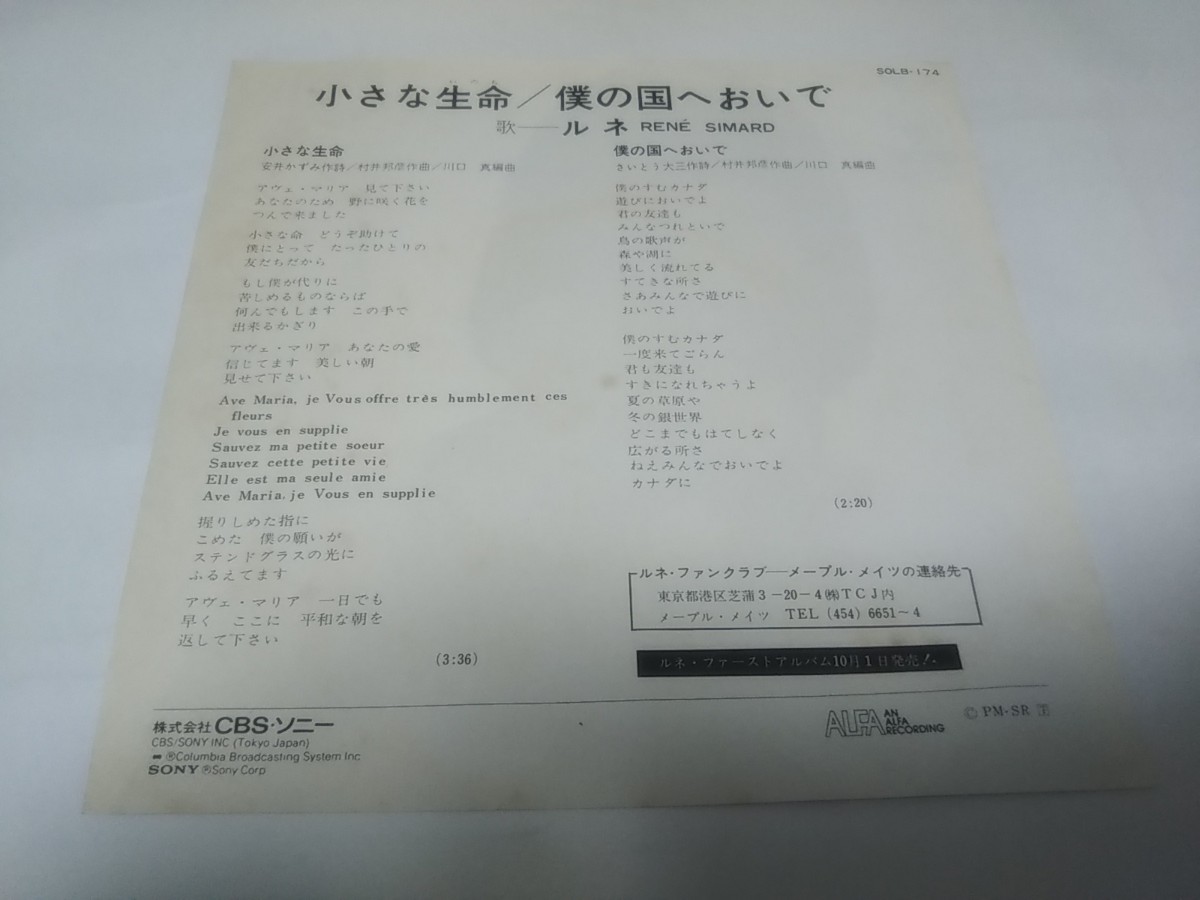 SOLB-174
小さな生命／僕の国へおいで
歌——ルネ RENÉ SIMARD
小さな生命
安井かずみ作詩／村井邦彦作曲／川口 真編曲
アヴェ・マリア 見て下さい
あなたのため 野に咲く花を
つんで来ました
小さな命 どうぞ助けて
僕にとって たったひとりの
友だちだから
もし僕が代りに
苦しめるものならば
何んでもします この手で
出来るかぎり
アヴェ・マリア あなたの愛
信じてます 美しい朝
見せて下さい
Ave Maria, je Vous offre très humblement ces
fleurs
Je vous en supplie
Sauvez ma petite soeur
Sauvez cette petite vie
Elle est ma seule amie
Ave Maria, je Vous en supplie
握りしめた指に
こめた 僕の願いが
ステンドグラスの光に
ふるえてます
アヴェ・マリア 一日でも
早く ここに 平和な朝を
返して下さい
(3:36)
僕の国へおいで
さいとう大三作詩／村井邦彦作曲／川口 真編曲
僕のすむカナダ
遊びにおいでよ
君の友達も
みんなつれといで
鳥の歌声が
森や湖に
美しく流れてる
すてきな所さ
さあみんなで遊びに
おいでよ
僕のすむカナダ
一度来てごらん
君も友達も
すきになれちゃうよ
夏の草原や
冬の銀世界
どこまでもはてしなく
広がる所さ
ねえみんなでおいでよ
カナダに
(2:20)
ルネ・ファンクラブ——メープル・メイツの連絡先
東京都港区芝浦3-20-4㈱TCJ内
メープル・メイツ TEL (454) 6651~4
ルネ・ファーストアルバム10月1日発売!
株式会社 CBS・ソニー
CBS/SONY INC (Tokyo Japan)
®Columbia Broadcasting System Inc
SONY ®Sony Corp
ALFA AN ALFA RECORDING
© PM・SR